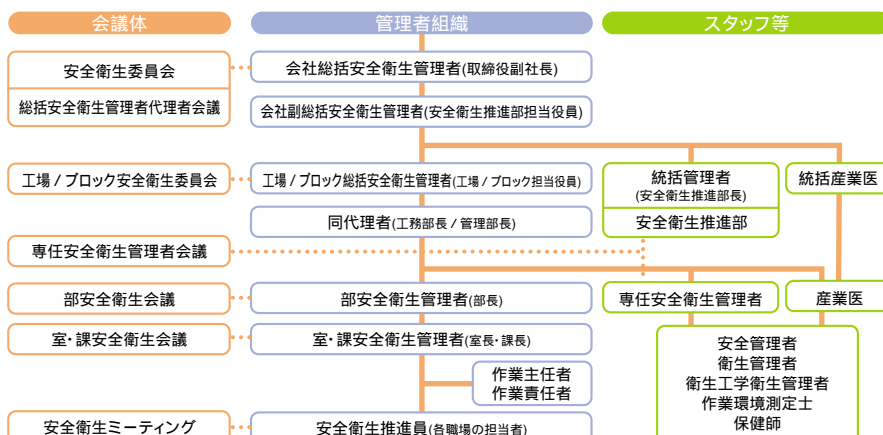 会議体
管理者組織
スタッフ等
安全衛生委員会
総括安全衛生管理者代理者会議
会社総括安全衛生管理者(取締役副社長)
会社副総括安全衛生管理者(安全衛生推進部担当役員)
工場 / ブロック安全衛生委員会
工場 / ブロック総括安全衛生管理者(工場 / ブロック担当役員)
統括管理者
(安全衛生推進部長)
安全衛生推進部
統括産業医
同代理者(工務部長 / 管理部長)
専任安全衛生管理者会議
部安全衛生会議
部安全衛生管理者(部長)
専任安全衛生管理者
産業医
室・課安全衛生会議
室・課安全衛生管理者(室長・課長)
作業主任者
作業責任者
安全管理者
衛生管理者
衛生工学衛生管理者
作業環境測定士
保健師
安全衛生ミーティング
安全衛生推進員(各職場の担当者)